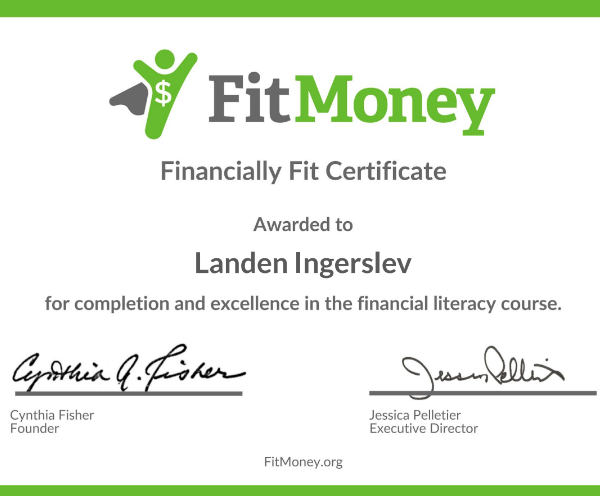 $
FitMoney
Financially Fit Certificate
Awarded to
Landen Ingerslev
for completion and excellence in the financial literacy course.
Cynthia A. Fisher
Jessica Pelletier
Cynthia Fisher
Founder
Jessica Pelletier
Executive Director
FitMoney.org